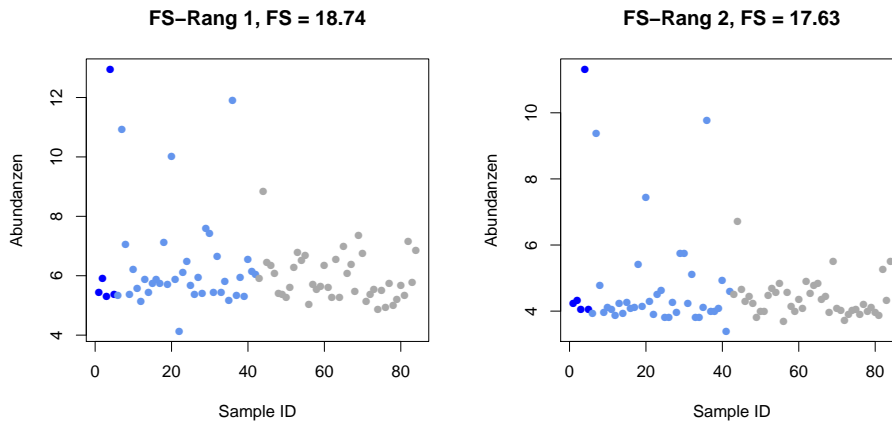 FS−Rang 1, FS = 18.74
Abundanzen
12
10
8
6
4
0 20 40 60 80
Sample ID
FS−Rang 2, FS = 17.63
Abundanzen
10
8
6
4
0 20 40 60 80
Sample ID